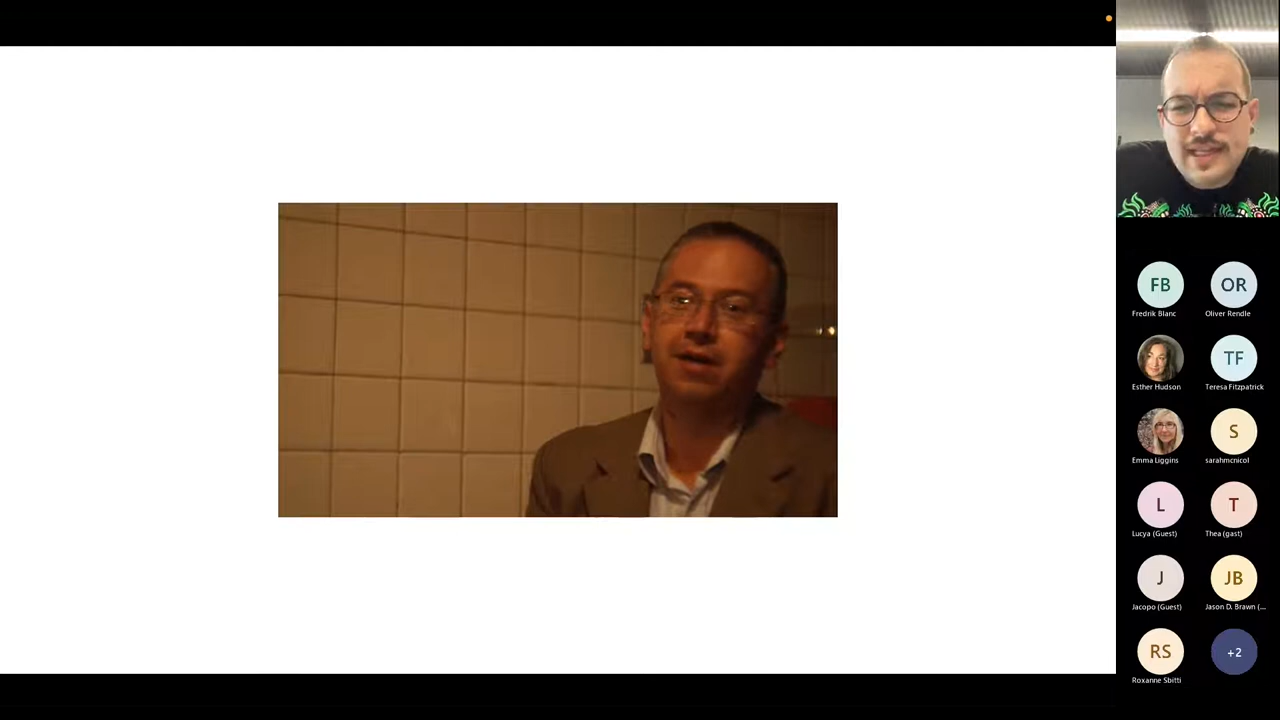 FB
OR
Fredrik Blanc
Oliver Rendle
TF
Esther Hudson
Teresa Fitzpatrick
S
Emma Liggins
sarahmcnicol
L
T
Lucya (Guest)
Thea (gast)
J
JB
Jacopo (Guest)
Jason D. Brawn (...
RS
+2
Roxanne Sbitti